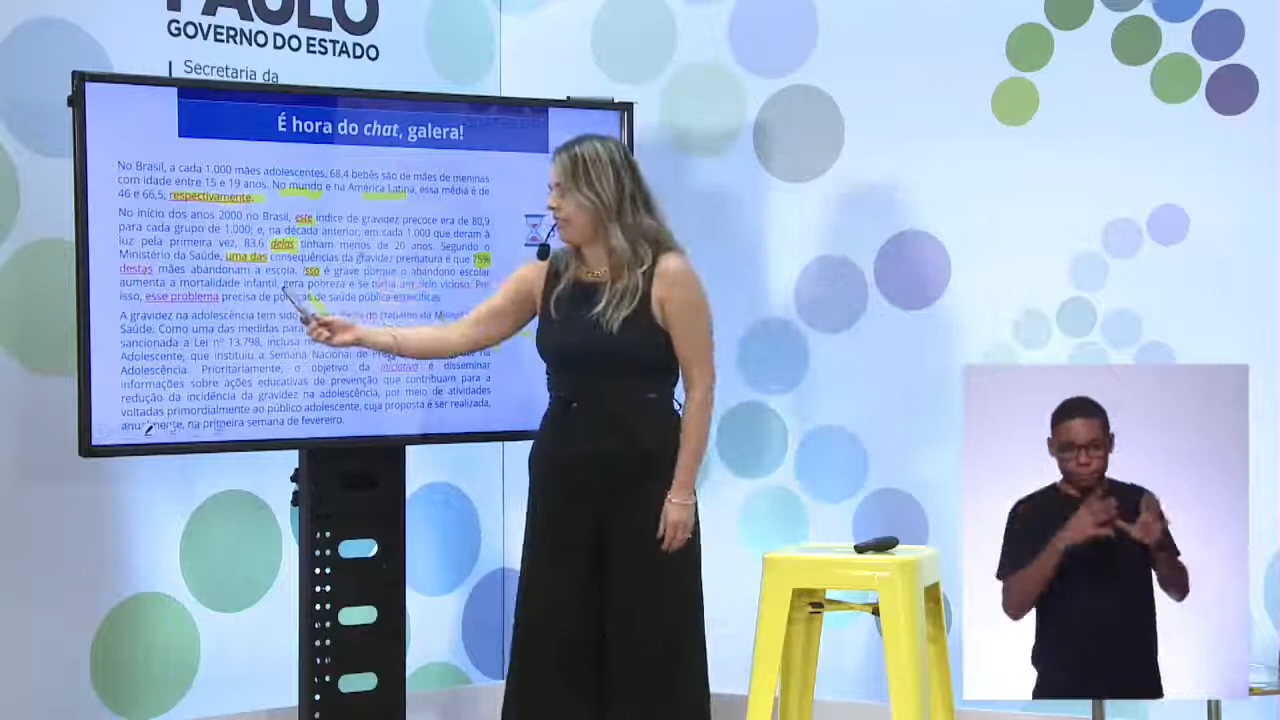 PAULO
GOVERNO DO ESTADO
Secretaria da
É hora do chat, galera!
No Brasil, a cada 1.000 mães adolescentes, 68,4 bebês são de mães de meninas
com idade entre 15 e 19 anos. No mundo e na América Latina, essa média é de
46 e 66,5, respectivamente.
No início dos anos 2000 no Brasil, este índice de gravidez precoce era de 80,9
para cada grupo de 1.000; e, na década anterior, em cada 1.000 que deram à
luz pela primeira vez, 83,6 delas tinham menos de 20 anos. Segundo o
Ministério da Saúde, uma das consequências da gravidez prematura é que 75%
destas mães abandonam a escola. Isso é grave porque o abandono escolar
aumenta a mortalidade infantil, gera pobreza e se torna um ciclo vicioso. Por
isso, esse problema precisa de políticas de saúde pública específicas
A gravidez na adolescência tem sido do trabalho do
Saúde. Como uma das medidas para
sancionada a Lei nº 13.798, inclusa n
Adolescente, que instituiu a Semana Nacional de na
Adolescência. Prioritariamente, o objetivo da iniciativa é disseminar
informações sobre ações educativas de prevenção que contribuam para a
redução da incidência da gravidez na adolescência, por meio de atividades
voltadas primordialmente ao público adolescente, cuja proposta é ser realizada,
anualmente, na primeira semana de fevereiro.